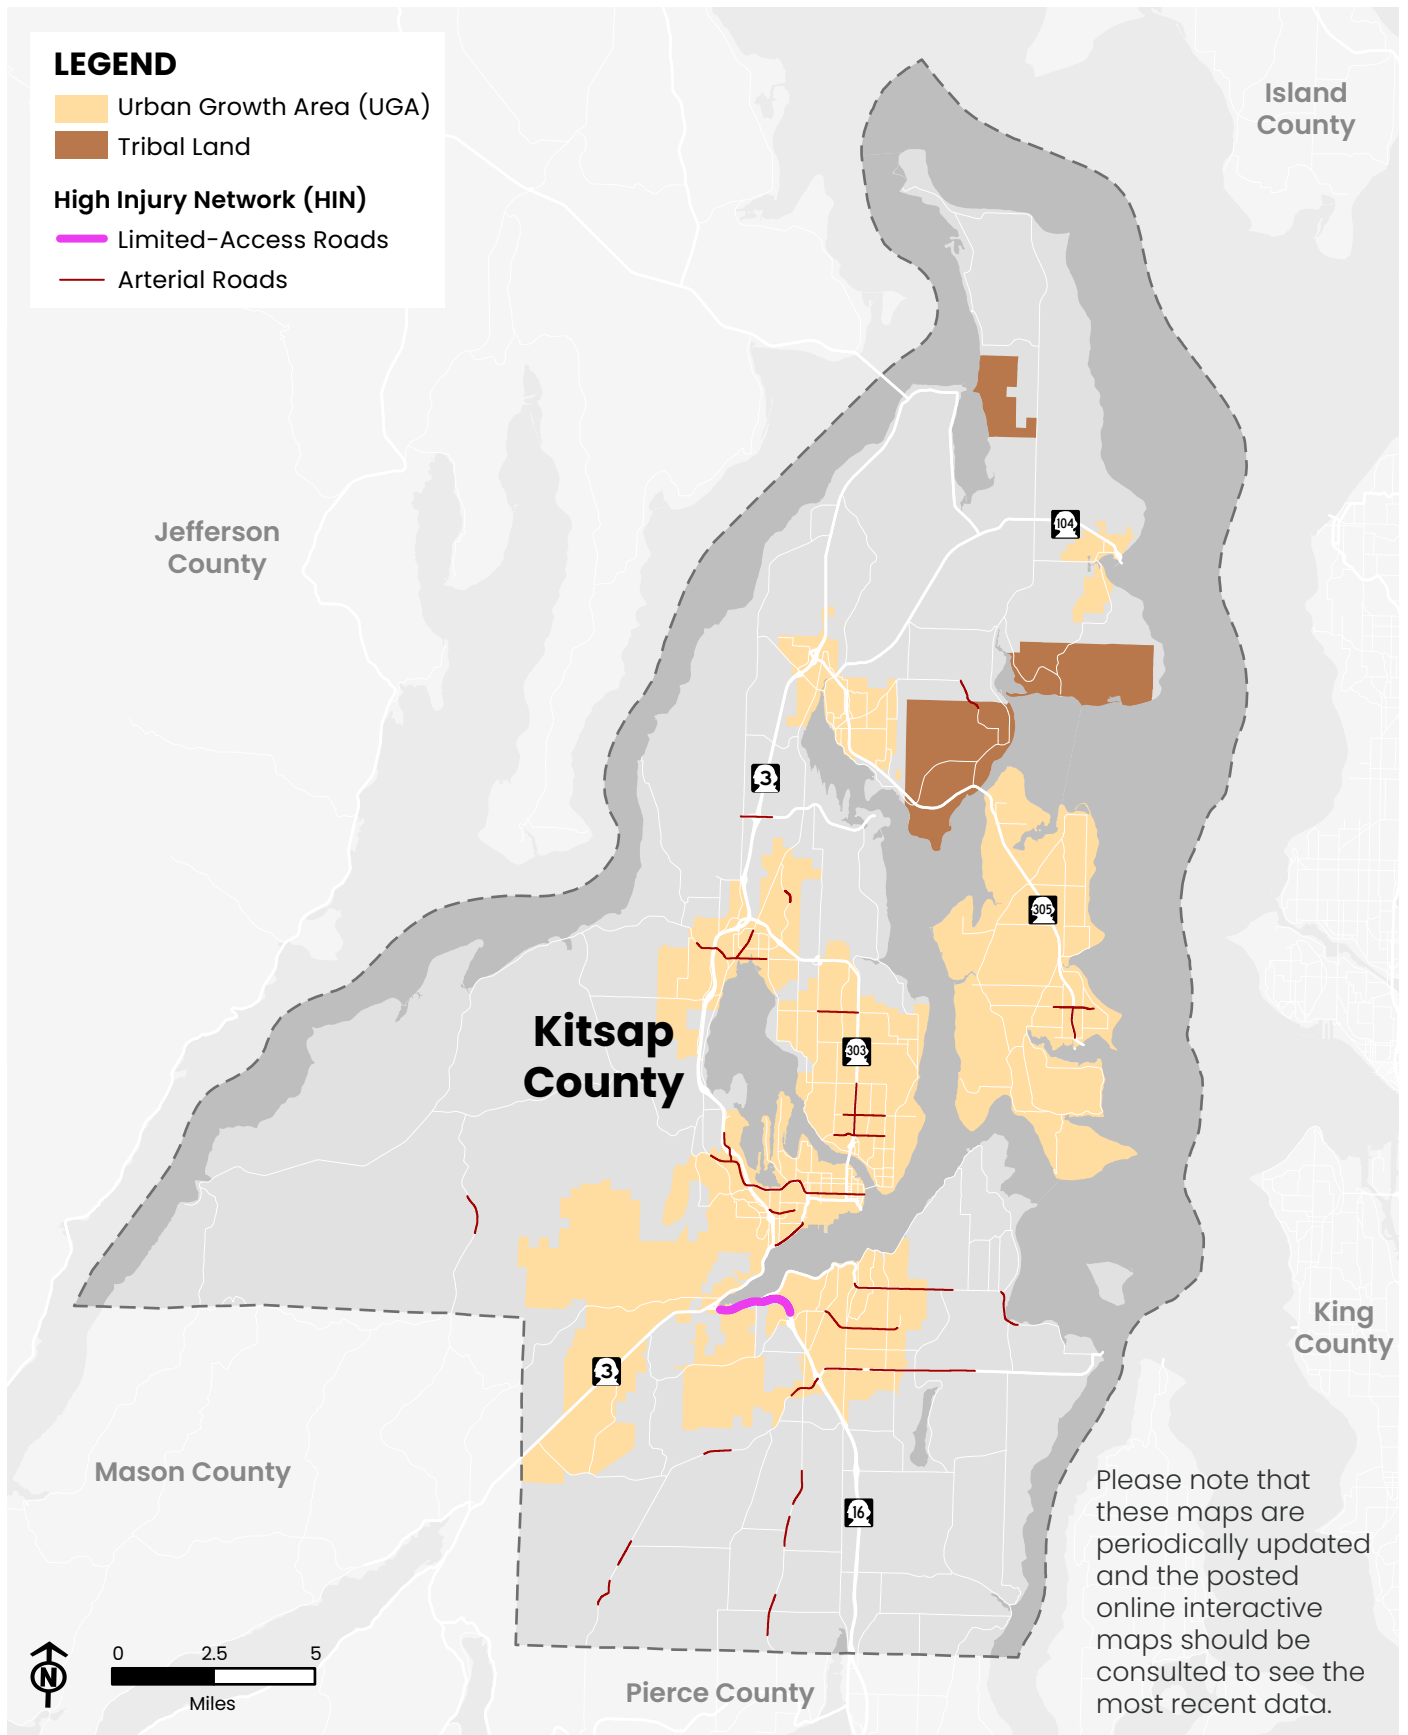 LEGEND
Urban Growth Area (UGA)
Tribal Land
High Injury Network (HIN)
Limited-Access Roads
Arterial Roads
Island
County
Jefferson
County
104
3
305
Kitsap
County
303
King
County
3
Mason County
16
Please note that
these maps are
periodically updated
and the posted
online interactive
maps should be
consulted to see the
most recent data.
N
0 2.5 5
Miles
Pierce County